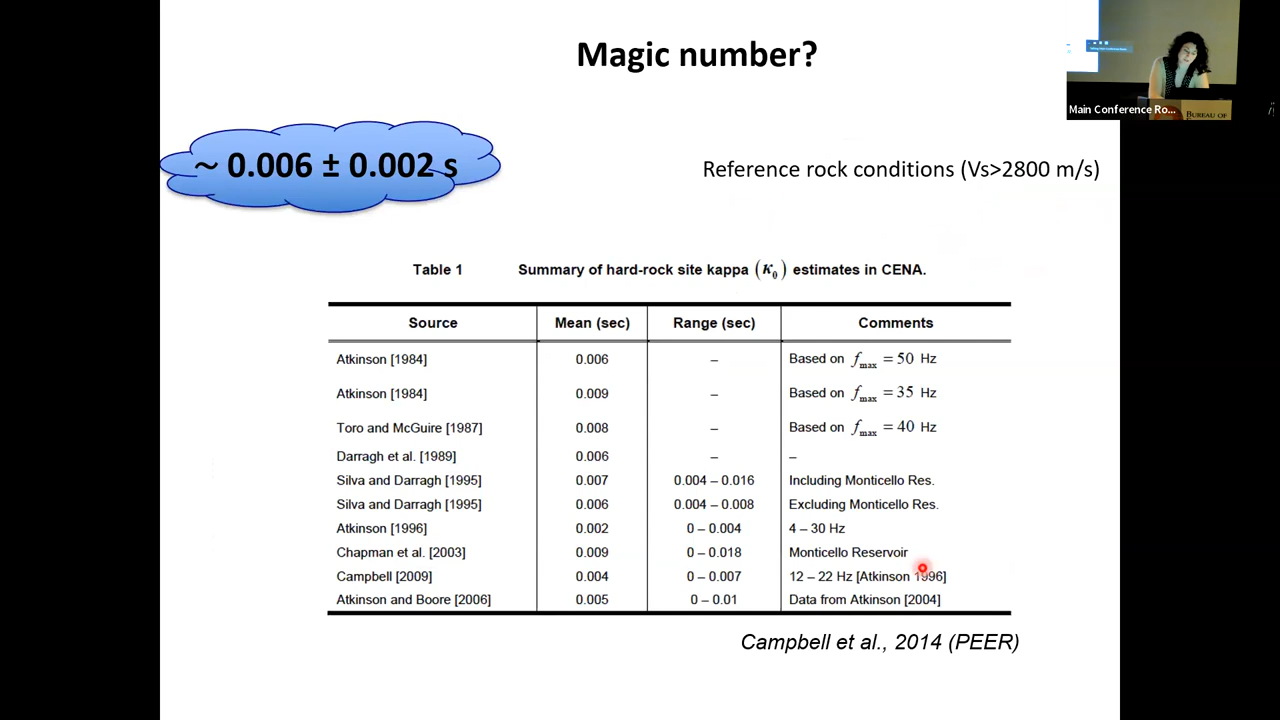 Magic number?
Main Conference Ro...
BUREAU OF
~ 0.006 ± 0.002 s
Reference rock conditions (Vs>2800 m/s)
Table 1 Summary of hard-rock site kappa (κ₀) estimates in CENA.
Source Mean (sec) Range (sec) Comments
Atkinson [1984] 0.006 – Based on fmax = 50 Hz
Atkinson [1984] 0.009 – Based on fmax = 35 Hz
Toro and McGuire [1987] 0.008 – Based on fmax = 40 Hz
Darragh et al. [1989] 0.006 – –
Silva and Darragh [1995] 0.007 0.004 – 0.016 Including Monticello Res.
Silva and Darragh [1995] 0.006 0.004 – 0.008 Excluding Monticello Res.
Atkinson [1996] 0.002 0 – 0.004 4 – 30 Hz
Chapman et al. [2003] 0.009 0 – 0.018 Monticello Reservoir
Campbell [2009] 0.004 0 – 0.007 12 – 22 Hz [Atkinson 1996]
Atkinson and Boore [2006] 0.005 0 – 0.01 Data from Atkinson [2004]
Campbell et al., 2014 (PEER)